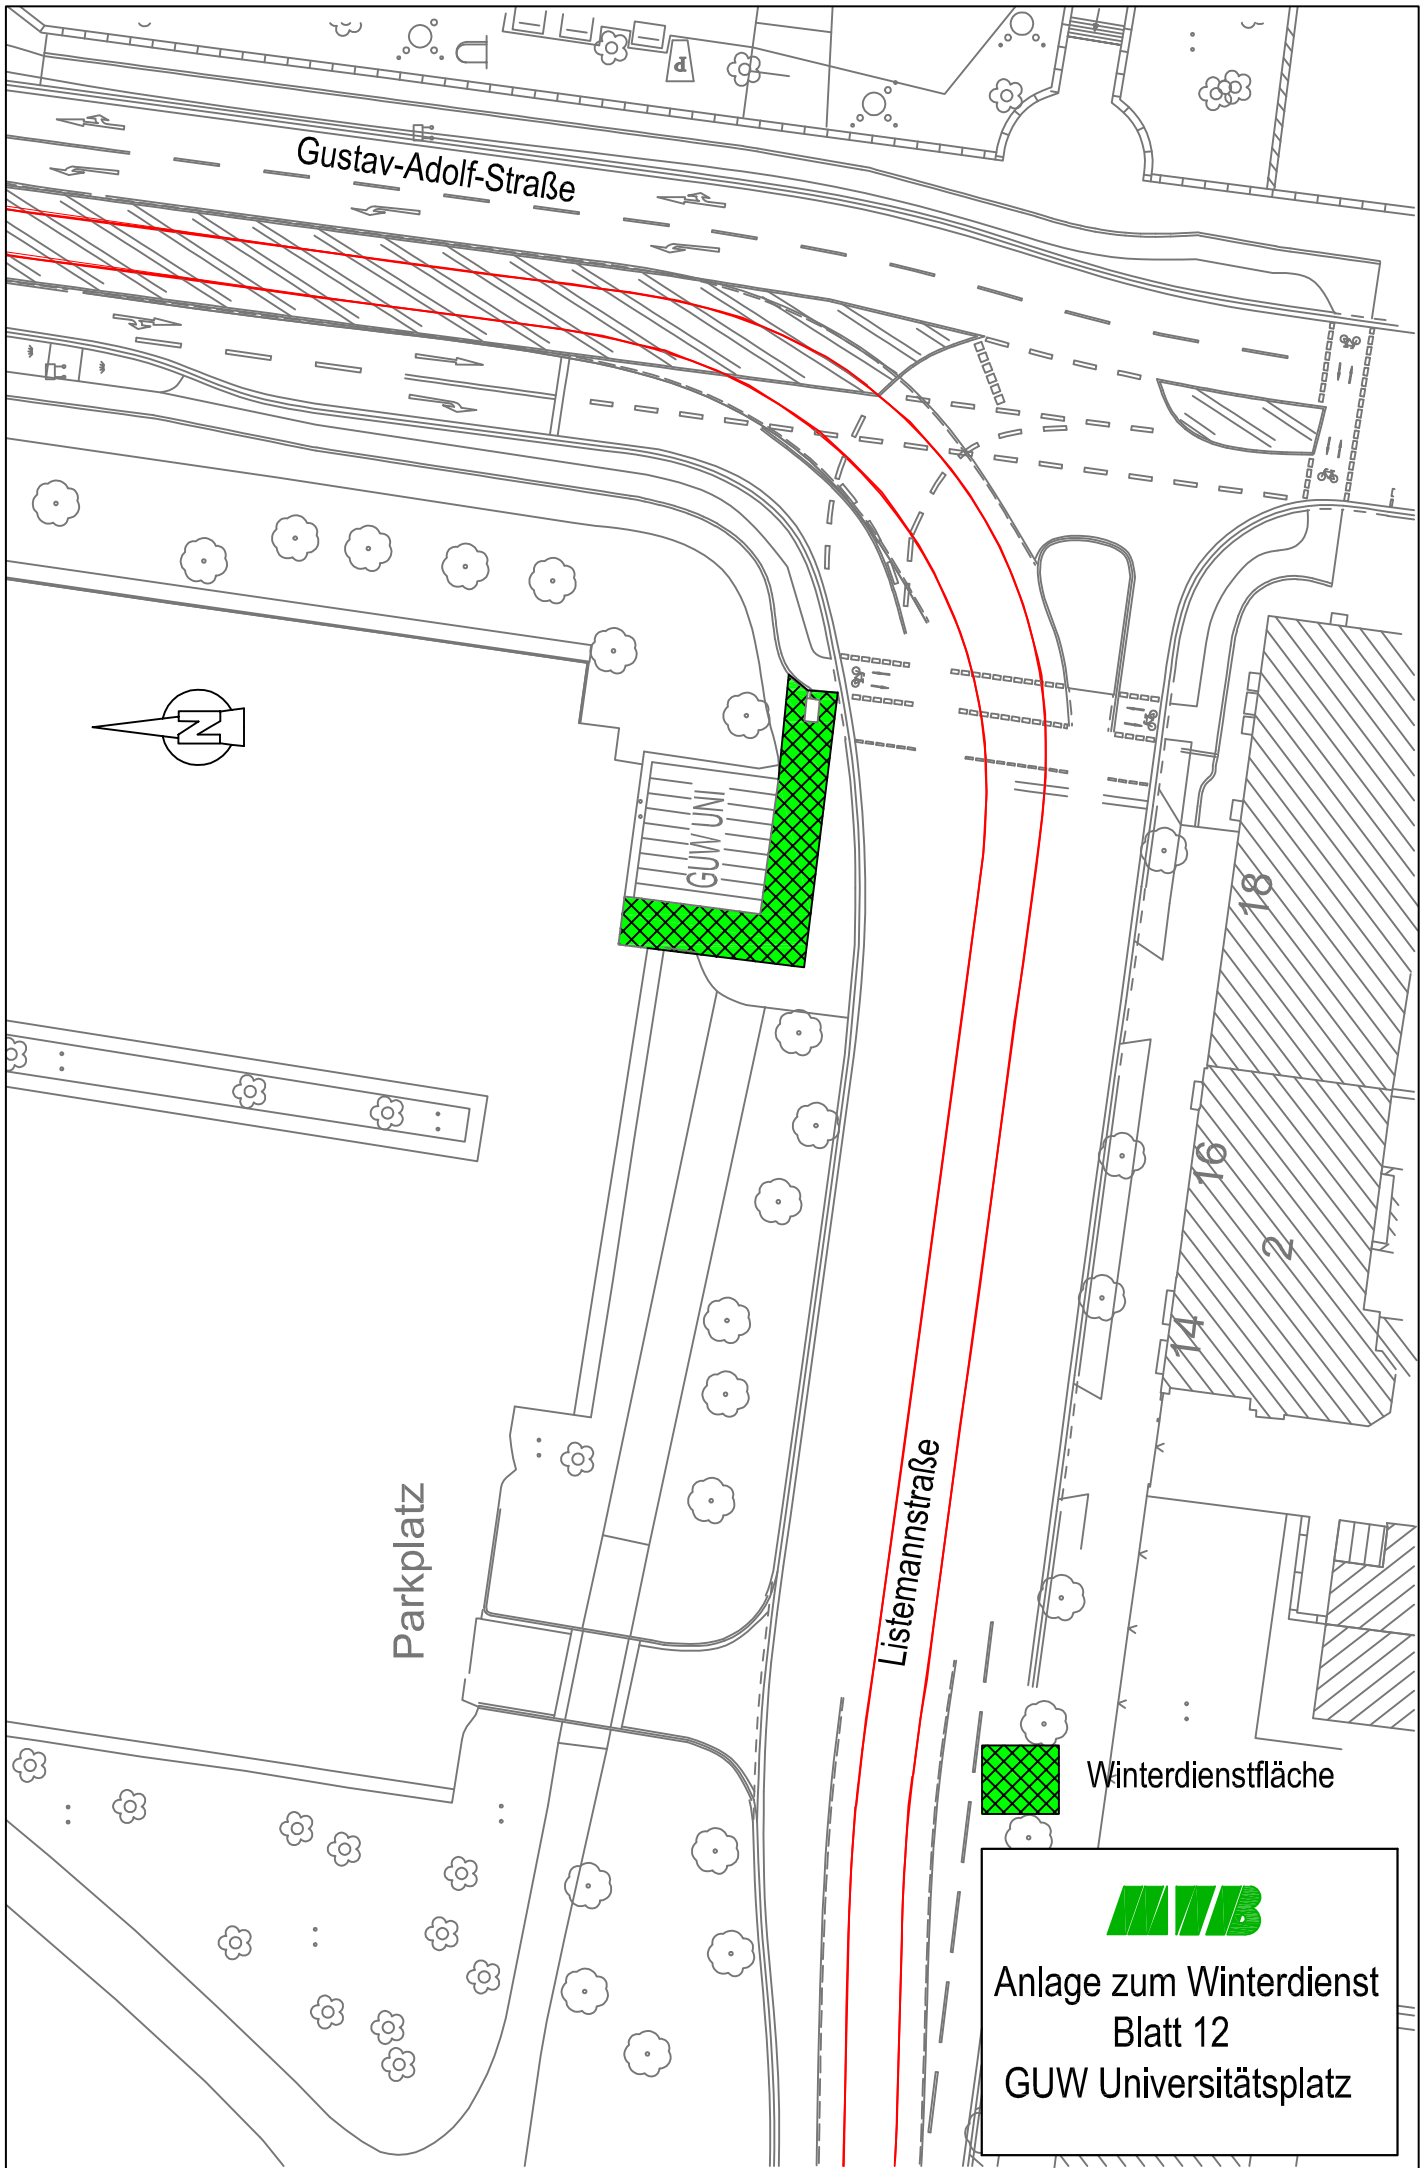 P
Gustav-Adolf-Straße
N
GUW UNI
18
16
2
14
Listemannstraße
Parkplatz
Winterdienstfläche
MVB
Anlage zum Winterdienst
Blatt 12
GUW Universitätsplatz